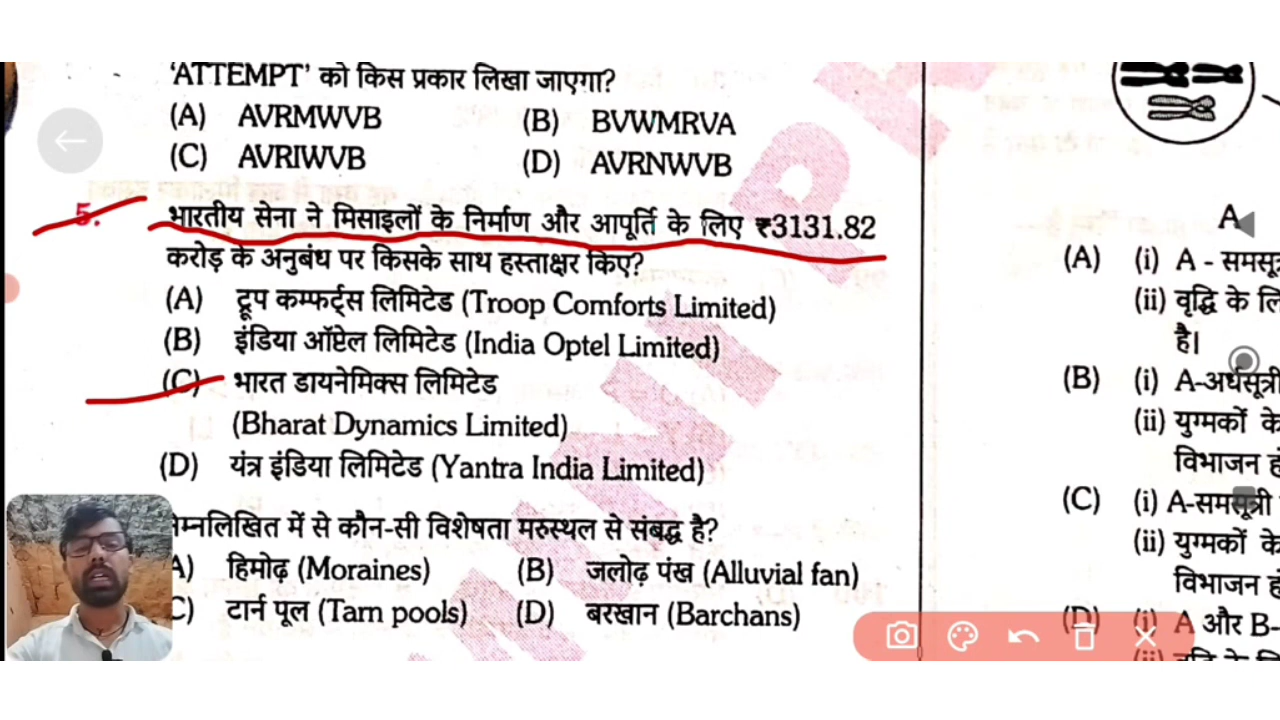 'ATTEMPT' को किस प्रकार लिखा जाएगा?
(A) AVRMWVB (B) BVWMRVA
(C) AVRIWVB (D) AVRNWVB
5. भारतीय सेना ने मिसाइलों के निर्माण और आपूर्ति के लिए ₹3131.82
करोड़ के अनुबंध पर किसके साथ हस्ताक्षर किए?
(A) ट्रूप कम्फर्ट्स लिमिटेड (Troop Comforts Limited)
(B) इंडिया ऑप्टेल लिमिटेड (India Optel Limited)
(C) भारत डायनेमिक्स लिमिटेड
(Bharat Dynamics Limited)
(D) यंत्र इंडिया लिमिटेड (Yantra India Limited)
में से कौन-सी विशेषता मरुस्थल से संबद्ध है?
A) हिमोढ़ (Moraines) (B) जलोढ़ पंख (Alluvial fan)
C) टार्न पूल (Tarn pools) (D) बरखान (Barchans)
A
(A) (i) A - 
(ii) वृद्धि के
है।
(B) (i) A-अर्धसूत्री
(ii) युग्मकों के
विभाजन
(C) (i) A-समसूत्री
(ii) युग्मकों के
विभाजन
(D) (i) A और B-